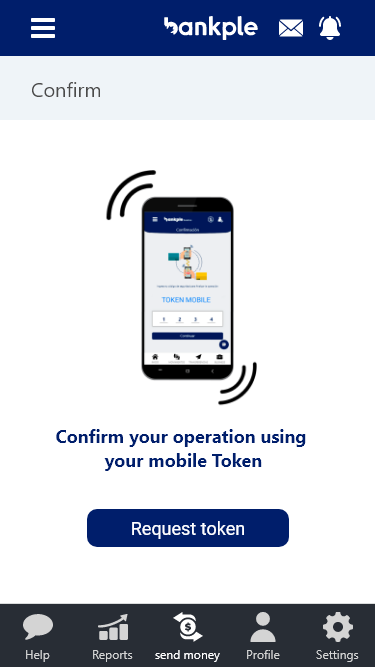 bankple
Confirm
bankple
Confirmación
TOKEN MOBILE
1 2 3 4
Continuar
Confirm your operation using
your mobile Token
Request token
Help Reports send money Profile Settings